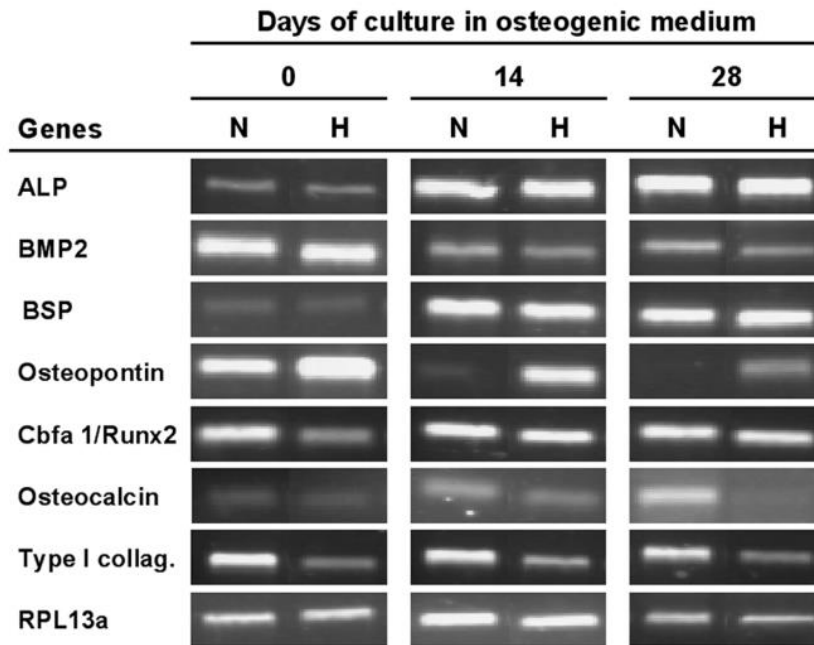 Days of culture in osteogenic medium
0 14 28
Genes N H N H N H
ALP
BMP2
BSP
Osteopontin
Cbfa 1/Runx2
Osteocalcin
Type I collag.
RPL13a